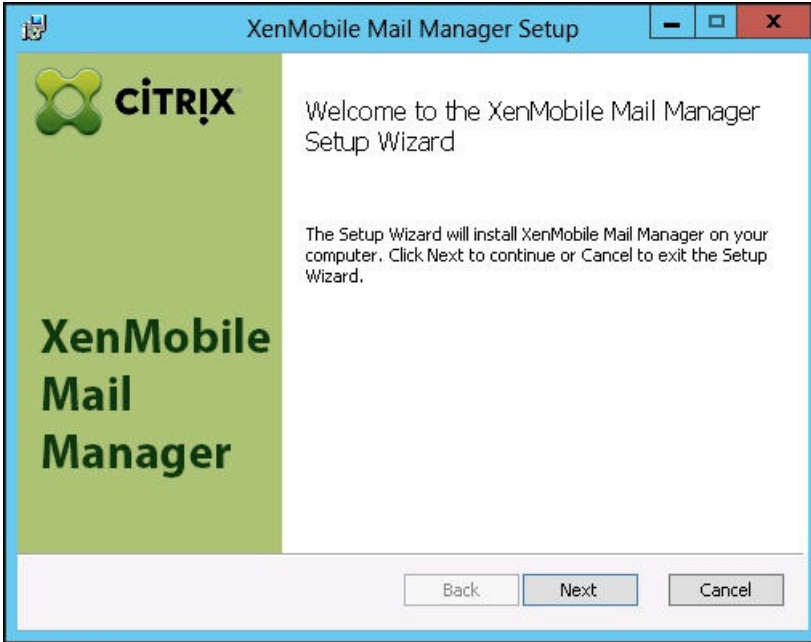 XenMobile Mail Manager Setup
CITRIX
Welcome to the XenMobile Mail Manager
Setup Wizard
The Setup Wizard will install XenMobile Mail Manager on your
computer. Click Next to continue or Cancel to exit the Setup
Wizard.
XenMobile
Mail
Manager
Back
Next
Cancel